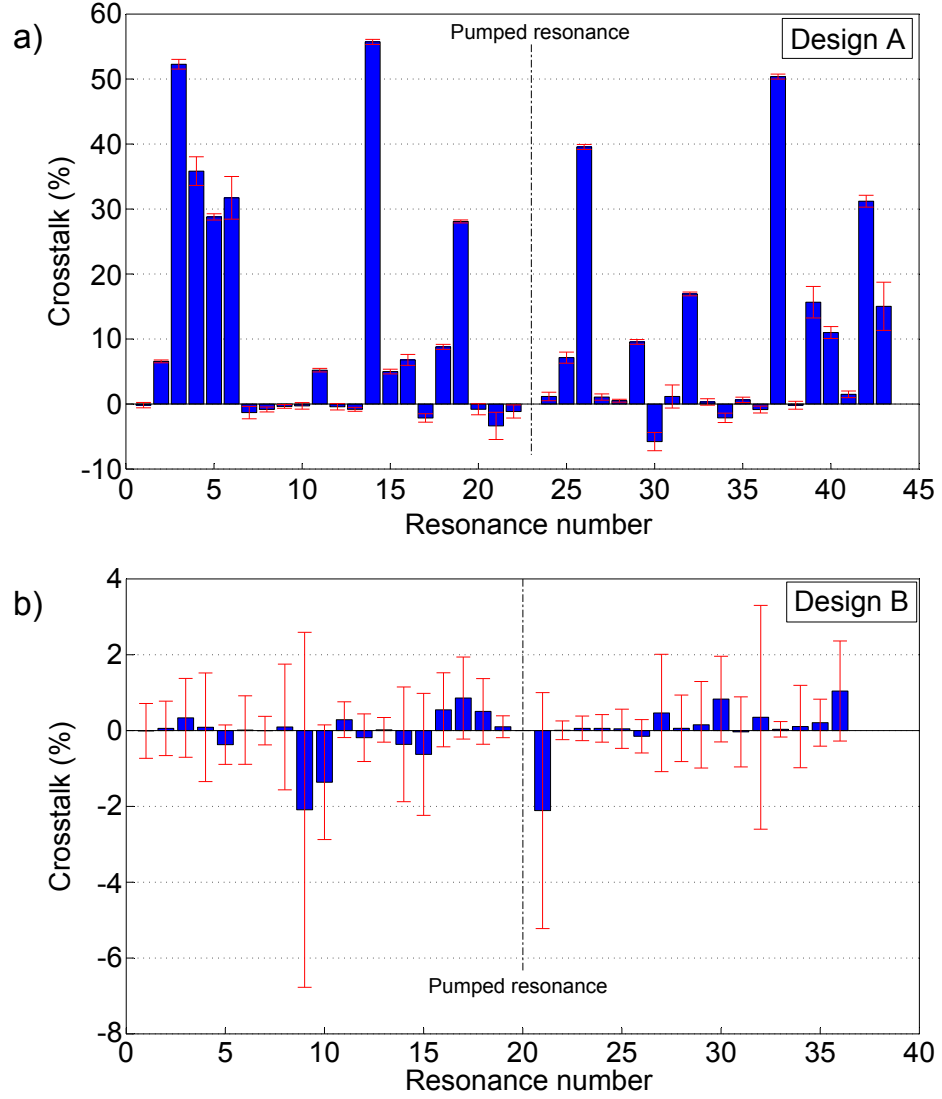 a)
Pumped resonance
Design A
Crosstalk (%)
60
50
40
30
20
10
0
-10
0 5 10 15 20 25 30 35 40 45
Resonance number
b)
Design B
Crosstalk (%)
4
2
0
-2
-4
-6
-8
Pumped resonance
0 5 10 15 20 25 30 35 40
Resonance number